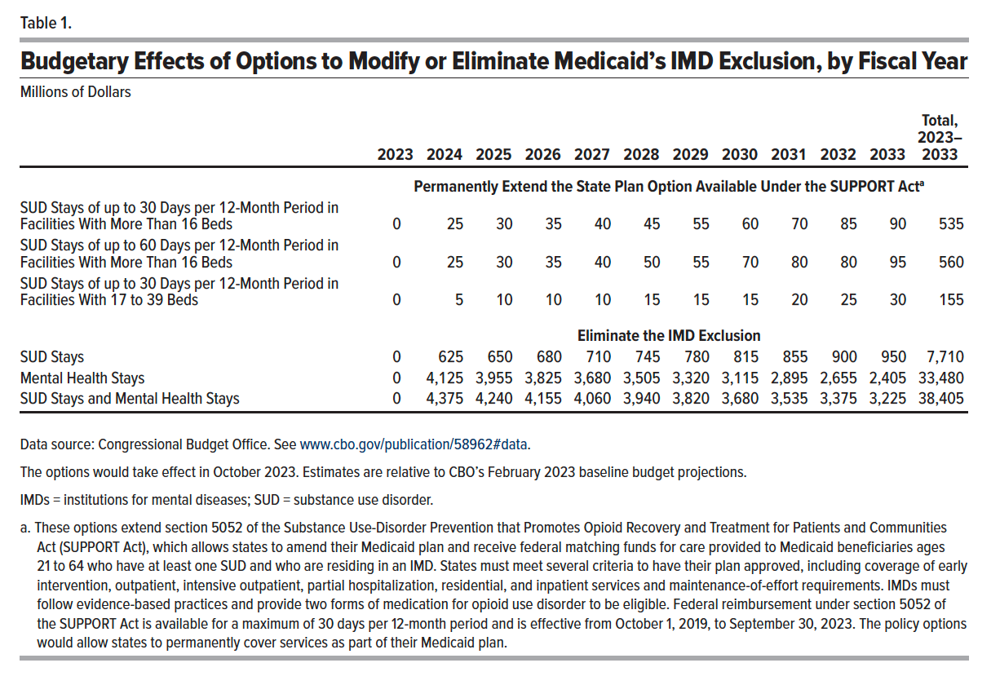 Table 1.
Budgetary Effects of Options to Modify or Eliminate Medicaid’s IMD Exclusion, by Fiscal Year
Millions of Dollars
Total,
2023–
2023 2024 2025 2026 2027 2028 2029 2030 2031 2032 2033 2033
Permanently Extend the State Plan Option Available Under the SUPPORT Actᵃ
SUD Stays of up to 30 Days per 12-Month Period in
Facilities With More Than 16 Beds 0 25 30 35 40 45 55 60 70 85 90 535
SUD Stays of up to 60 Days per 12-Month Period in
Facilities With More Than 16 Beds 0 25 30 35 40 50 55 70 80 80 95 560
SUD Stays of up to 30 Days per 12-Month Period in
Facilities With 17 to 39 Beds 0 5 10 10 10 15 15 15 20 25 30 155
Eliminate the IMD Exclusion
SUD Stays 0 625 650 680 710 745 780 815 855 900 950 7,710
Mental Health Stays 0 4,125 3,955 3,825 3,680 3,505 3,320 3,115 2,895 2,655 2,405 33,480
SUD Stays and Mental Health Stays 0 4,375 4,240 4,155 4,060 3,940 3,820 3,680 3,535 3,375 3,225 38,405
Data source: Congressional Budget Office. See www.cbo.gov/publication/58962#data.
The options would take effect in October 2023. Estimates are relative to CBO’s February 2023 baseline budget projections.
IMDs = institutions for mental diseases; SUD = substance use disorder.
a. These options extend section 5052 of the Substance Use-Disorder Prevention that Promotes Opioid Recovery and Treatment for Patients and Communities
Act (SUPPORT Act), which allows states to amend their Medicaid plan and receive federal matching funds for care provided to Medicaid beneficiaries ages
21 to 64 who have at least one SUD and who are residing in an IMD. States must meet several criteria to have their plan approved, including coverage of early
intervention, outpatient, intensive outpatient, partial hospitalization, residential, and inpatient services and maintenance-of-effort requirements. IMDs must
follow evidence-based practices and provide two forms of medication for opioid use disorder to be eligible. Federal reimbursement under section 5052 of
the SUPPORT Act is available for a maximum of 30 days per 12-month period and is effective from October 1, 2019, to September 30, 2023. The policy options
would allow states to permanently cover services as part of their Medicaid plan.